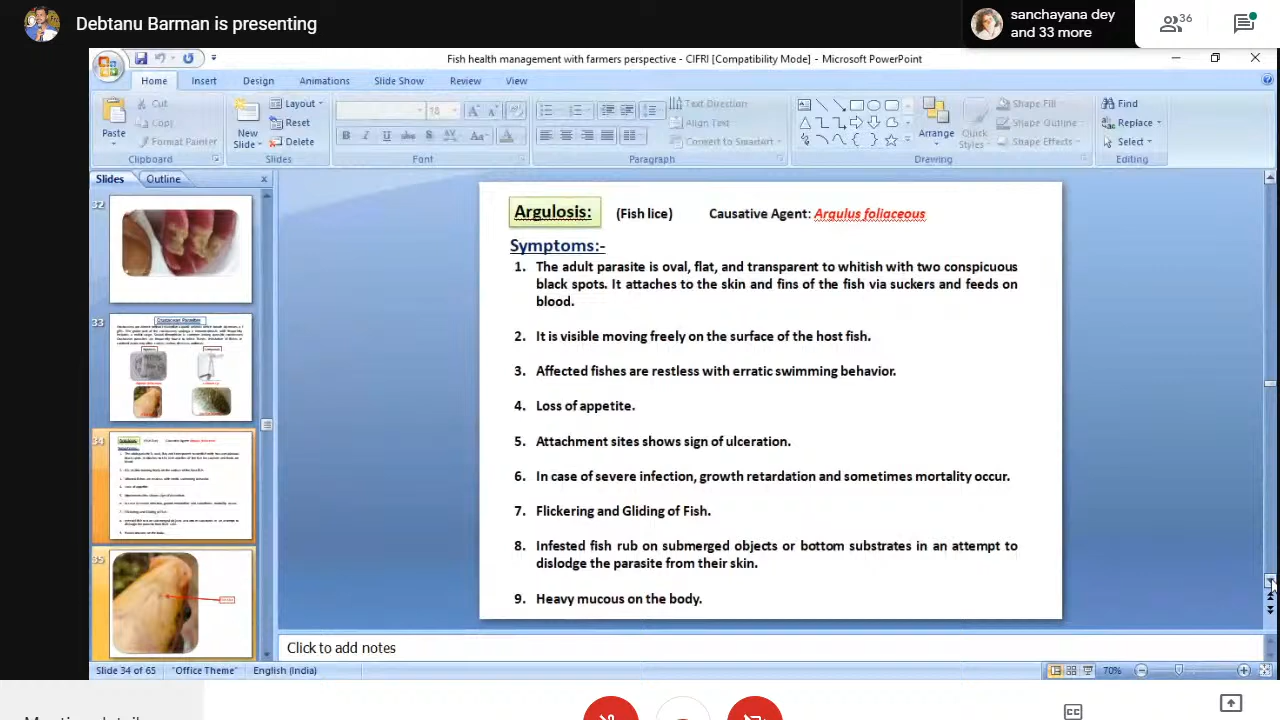 Debtanu Barman is presenting
sanchayana dey
and 33 more
36
Fish health management with farmers perspective - CIFRI [Compatibility Mode] - Microsoft PowerPoint
Home Insert Design Animations Slide Show Review View
Paste
Cut
Copy
Format Painter
Clipboard
New
Slide
Layout
Reset
Delete
Slides
18
Font
Text Direction
Align Text
Convert to SmartArt
Paragraph
Arrange
Quick
Styles
Shape Fill
Shape Outline
Shape Effects
Drawing
Find
Replace
Select
Editing
Slides Outline
32
33
34
35
Argulosis: (Fish lice) Causative Agent: Argulus foliaceous
Symptoms:-
1. The adult parasite is oval, flat, and transparent to whitish with two conspicuous
black spots. It attaches to the skin and fins of the fish via suckers and feeds on
blood.
2. It is visible moving freely on the surface of the host fish.
3. Affected fishes are restless with erratic swimming behavior.
4. Loss of appetite.
5. Attachment sites shows sign of ulceration.
6. In case of severe infection, growth retardation and sometimes mortality occur.
7. Flickering and Gliding of Fish.
8. Infested fish rub on submerged objects or bottom substrates in an attempt to
dislodge the parasite from their skin.
9. Heavy mucous on the body.
Click to add notes
Slide 34 of 65 "Office Theme" English (India) 70%
CC